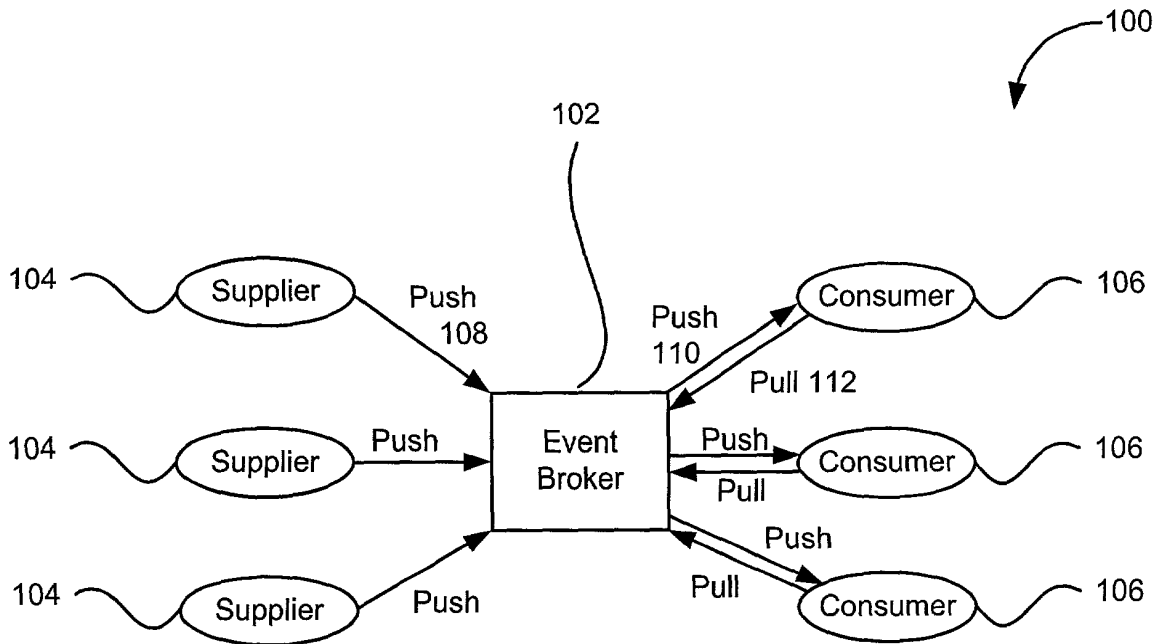 100
102
104
Supplier
Push
108
Push
110
Consumer
106
Pull 112
104
Supplier
Push
Event
Broker
Push
Pull
Consumer
106
104
Supplier
Push
Push
Pull
Consumer
106